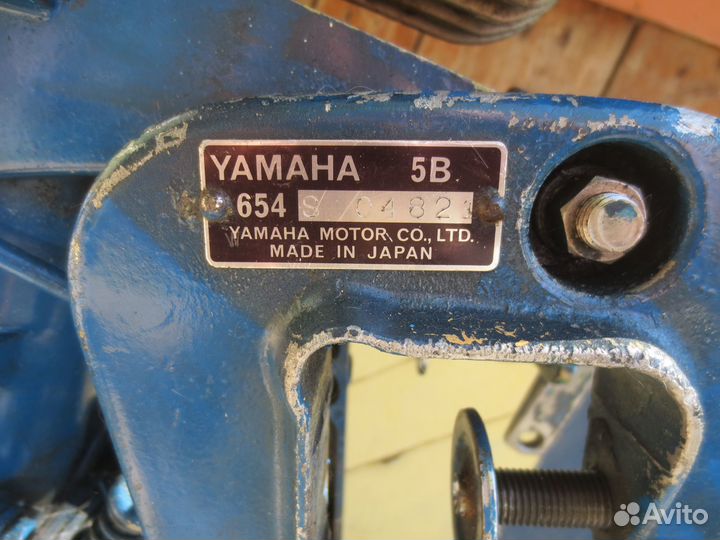 YAMAHA 5B
654 S 04821
YAMAHA MOTOR CO., LTD.
MADE IN JAPAN
Avito